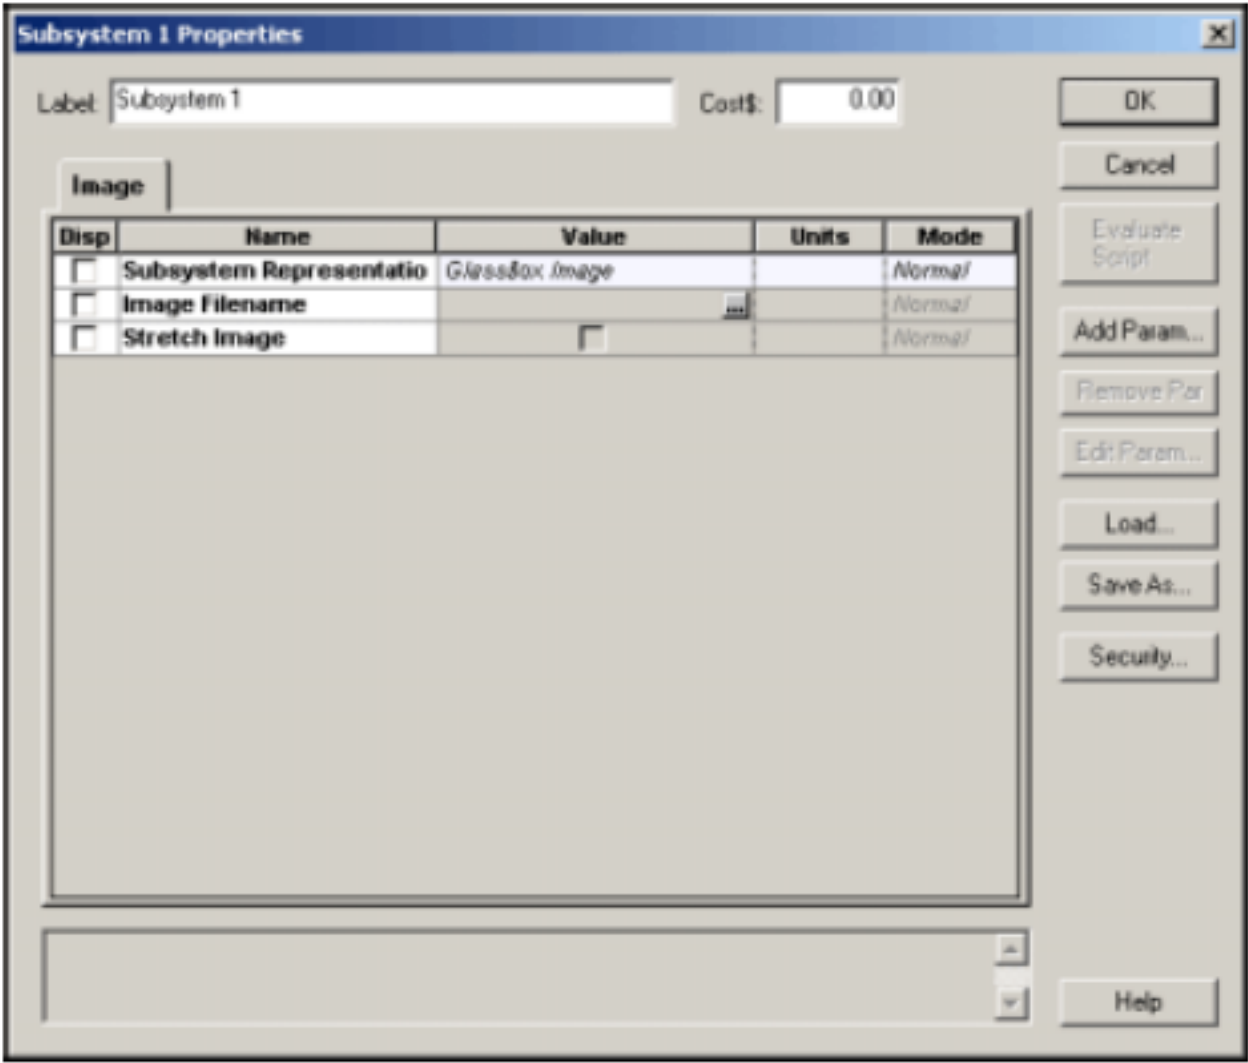 Subsystem 1 Properties
Label: Subsystem 1 Cost$: 0.00 OK
Cancel
Image
Disp Name Value Units Mode
Evaluate
Script
Subsystem Representatio GlassBox Image Normal
Image Filename ... Normal
Stretch Image Normal
Add Param...
Remove Par
Edit Param...
Load...
Save As...
Security...
Help